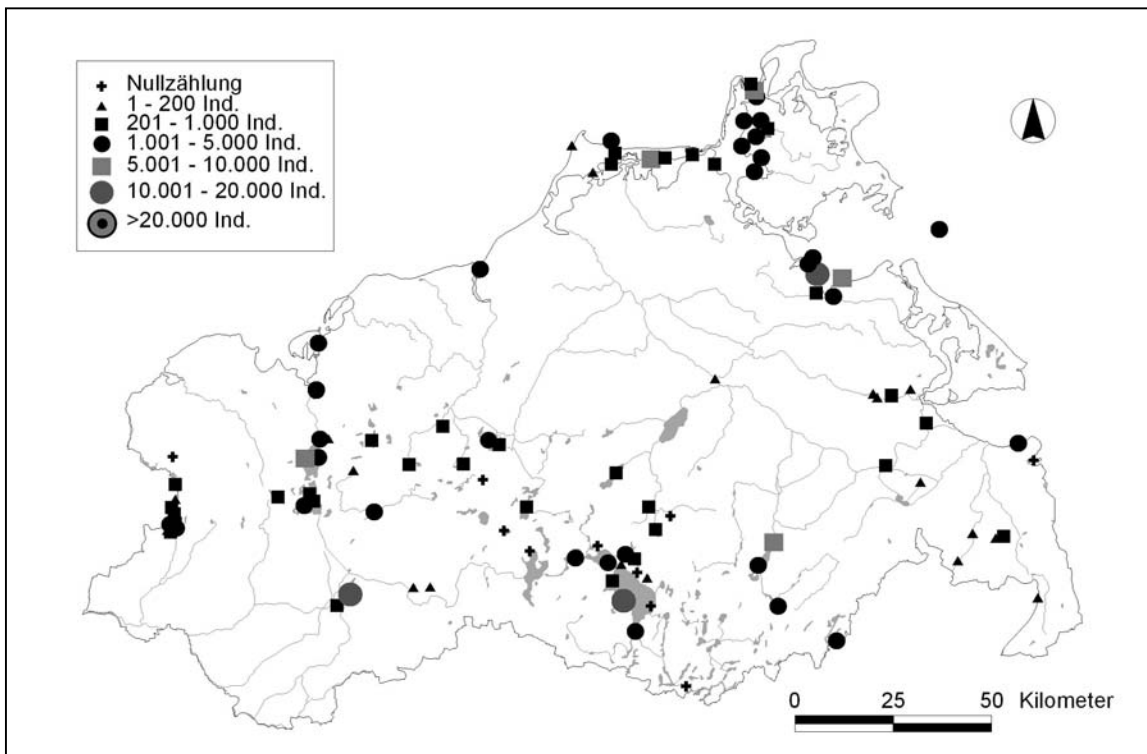 Nullzählung
1 - 200 Ind.
201 - 1.000 Ind.
1.001 - 5.000 Ind.
5.001 - 10.000 Ind.
10.001 - 20.000 Ind.
>20.000 Ind.
0 25 50 Kilometer